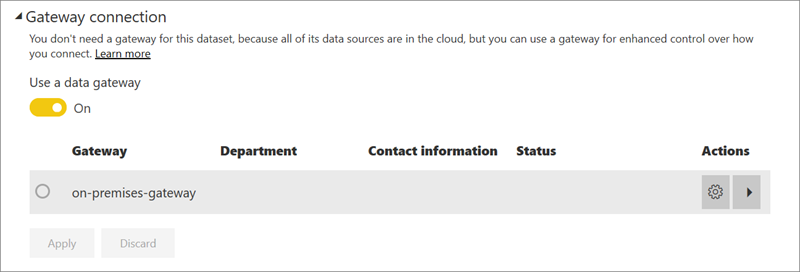 Gateway connection
You don't need a gateway for this dataset, because all of its data sources are in the cloud, but you can use a gateway for enhanced control over how
you connect. Learn more
Use a data gateway
On
Gateway Department Contact information Status Actions
on-premises-gateway
Apply Discard